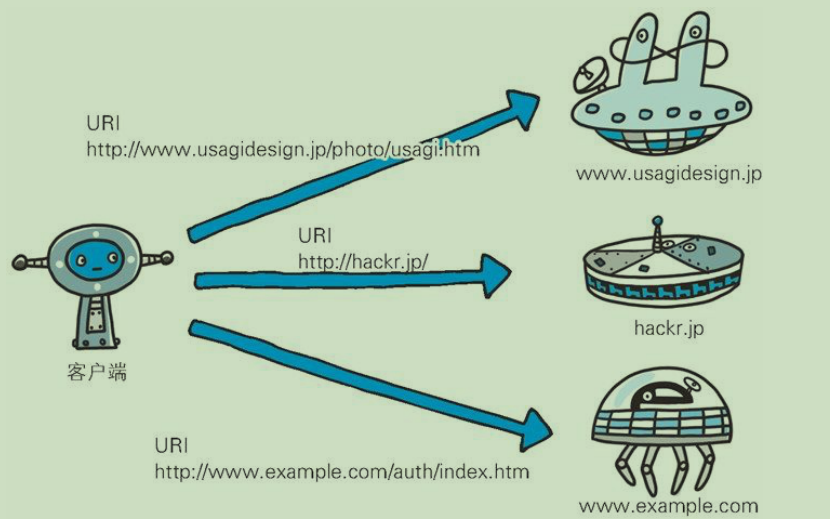 URI
http://www.usagidesign.jp/photo/usagi.htm
www.usagidesign.jp
URI
http://hackr.jp/
hackr.jp
客户端
URI
http://www.example.com/auth/index.htm
www.example.com